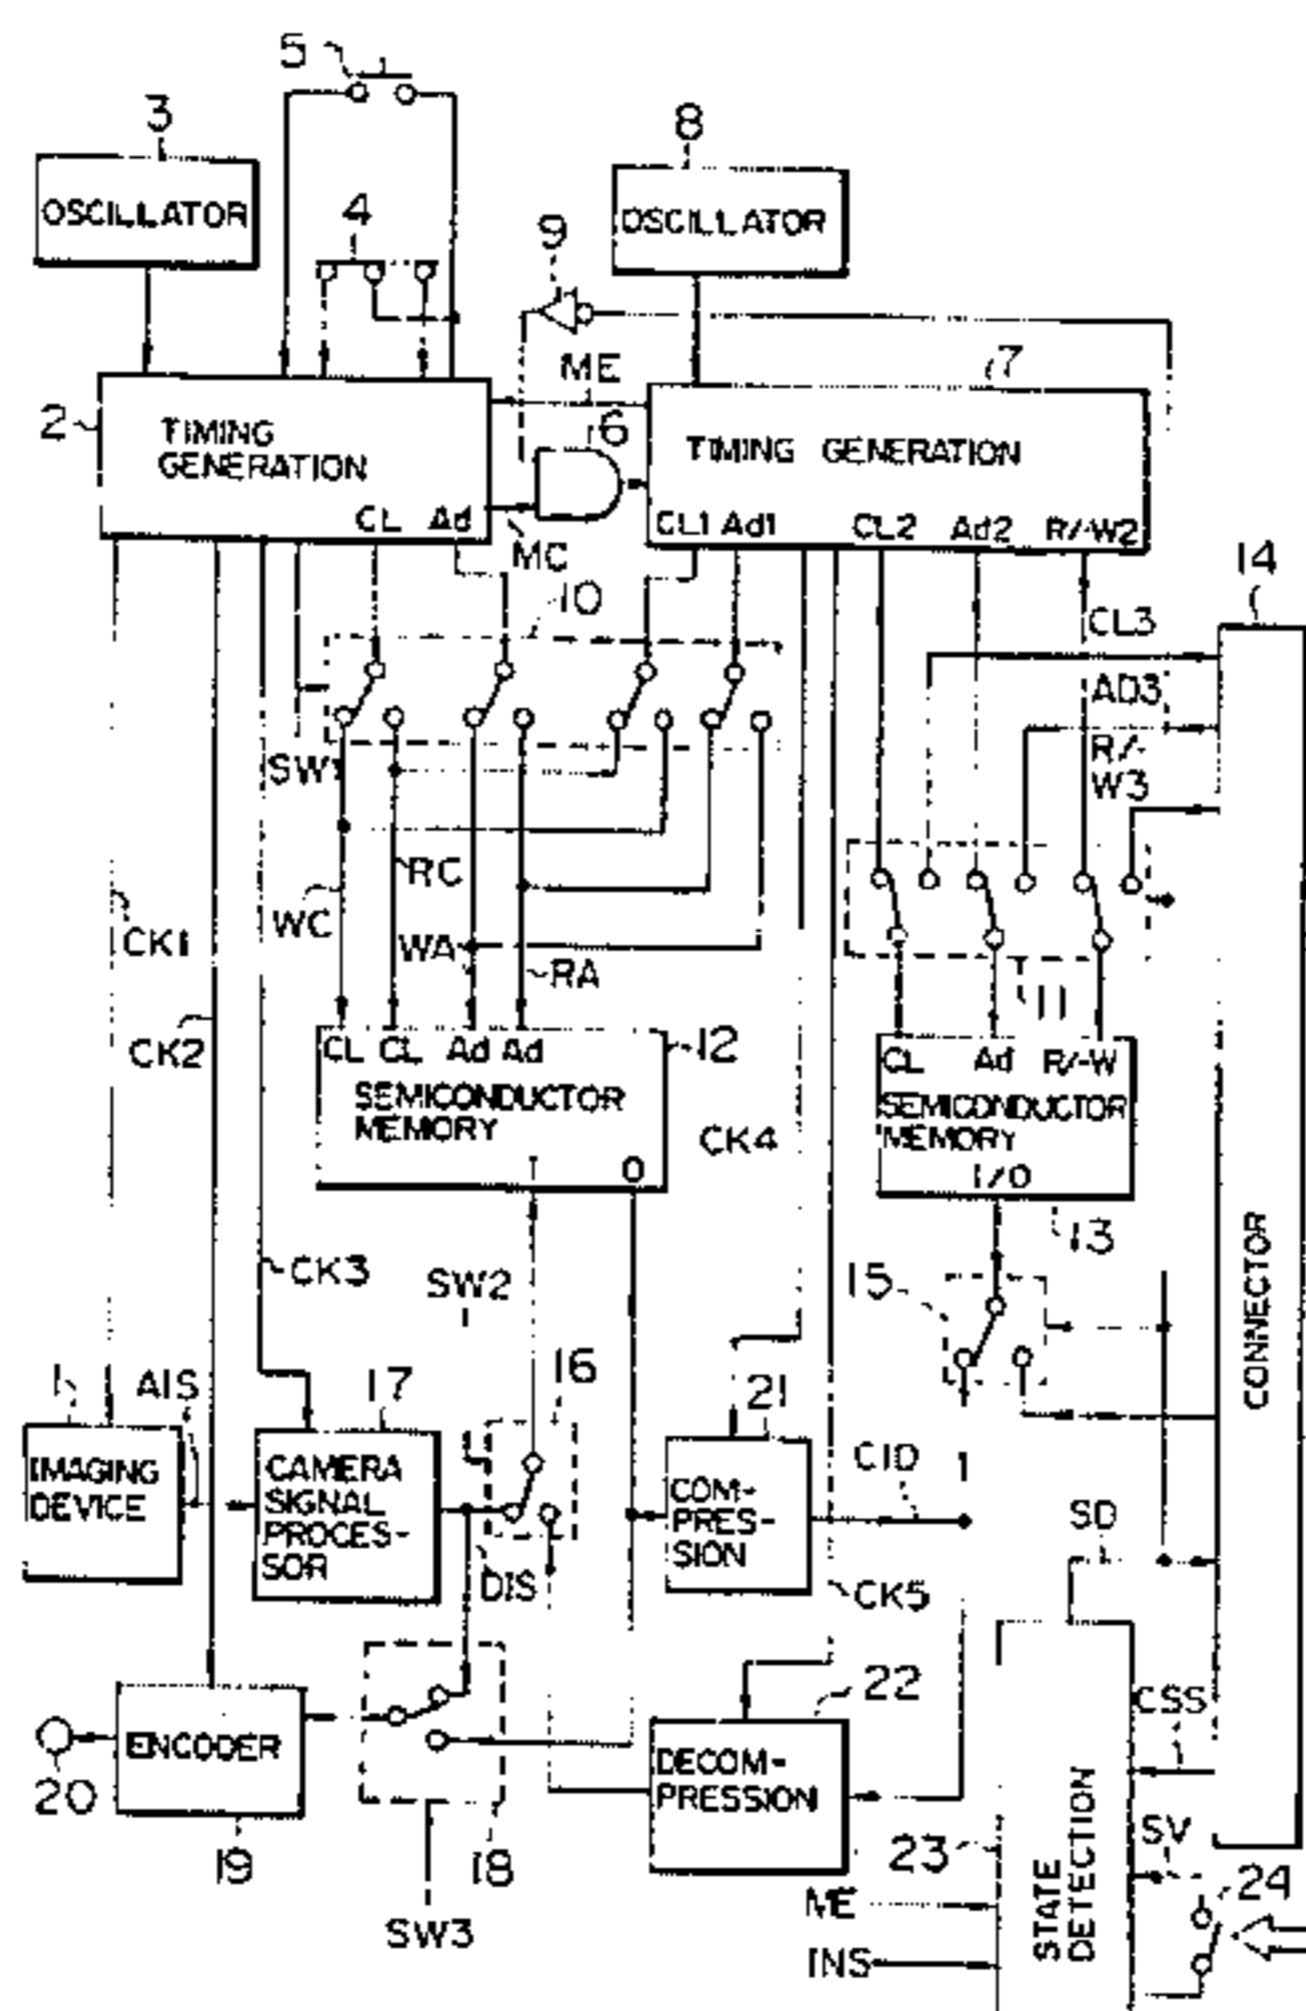 5
3
8
OSCILLATOR
4
9
OSCILLATOR
ME
7
2
TIMING
GENERATION
6
TIMING GENERATION
CL Ad
MC
CL1 Ad1
CL2 Ad2 R/-W2
10
14
CL3
AD3
R/-
W3
SW1
RC
WC
CK1
WA
RA
11
CK2
CL CL Ad Ad
12
CL Ad R/-W
SEMICONDUCTOR
MEMORY
SEMICONDUCTOR
MEMORY
CK4
I
O
I/O
13
CONNECTOR
CK3
SW2
15
1
AIS
17
16
21
IMAGING
DEVICE
CAMERA
SIGNAL
PROCES-
SOR
COM-
PRES-
SION
CID
SD
DIS
CK5
22
CSS
ENCODER
DECOM-
PRESSION
20
19
18
23
SV
24
STATE
DETECTION
ME
SW3
INS